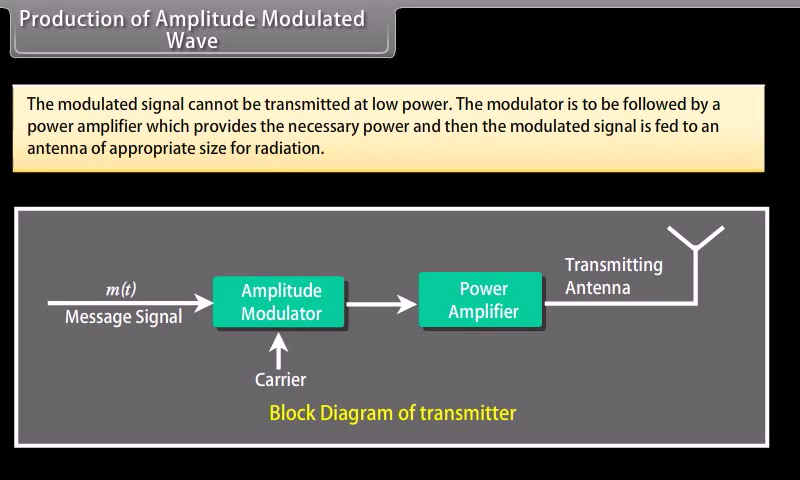 Production of Amplitude Modulated
Wave
The modulated signal cannot be transmitted at low power. The modulator is to be followed by a
power amplifier which provides the necessary power and then the modulated signal is fed to an
antenna of appropriate size for radiation.
m(t)
Message Signal
Amplitude
Modulator
Carrier
Power
Amplifier
Transmitting
Antenna
Block Diagram of transmitter